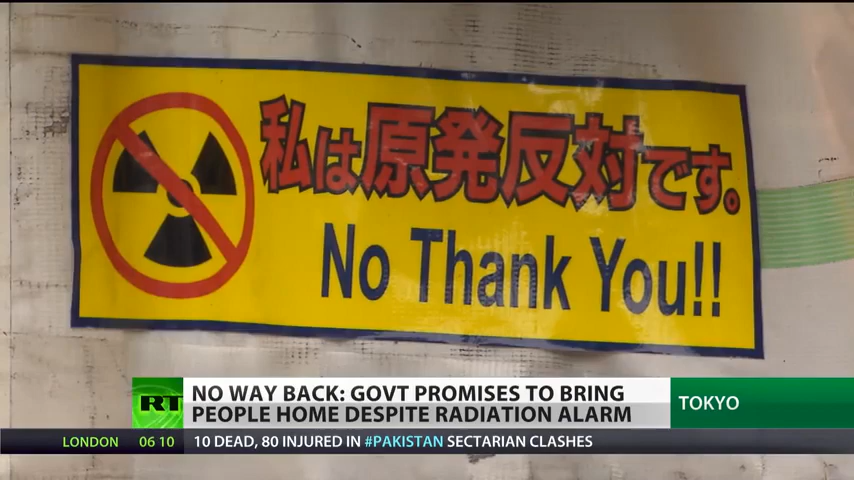 私は原発反対です。
No Thank You!!
RT
NO WAY BACK: GOVT PROMISES TO BRING
PEOPLE HOME DESPITE RADIATION ALARM
TOKYO
LONDON 06 10 10 DEAD, 80 INJURED IN #PAKISTAN SECTARIAN CLASHES